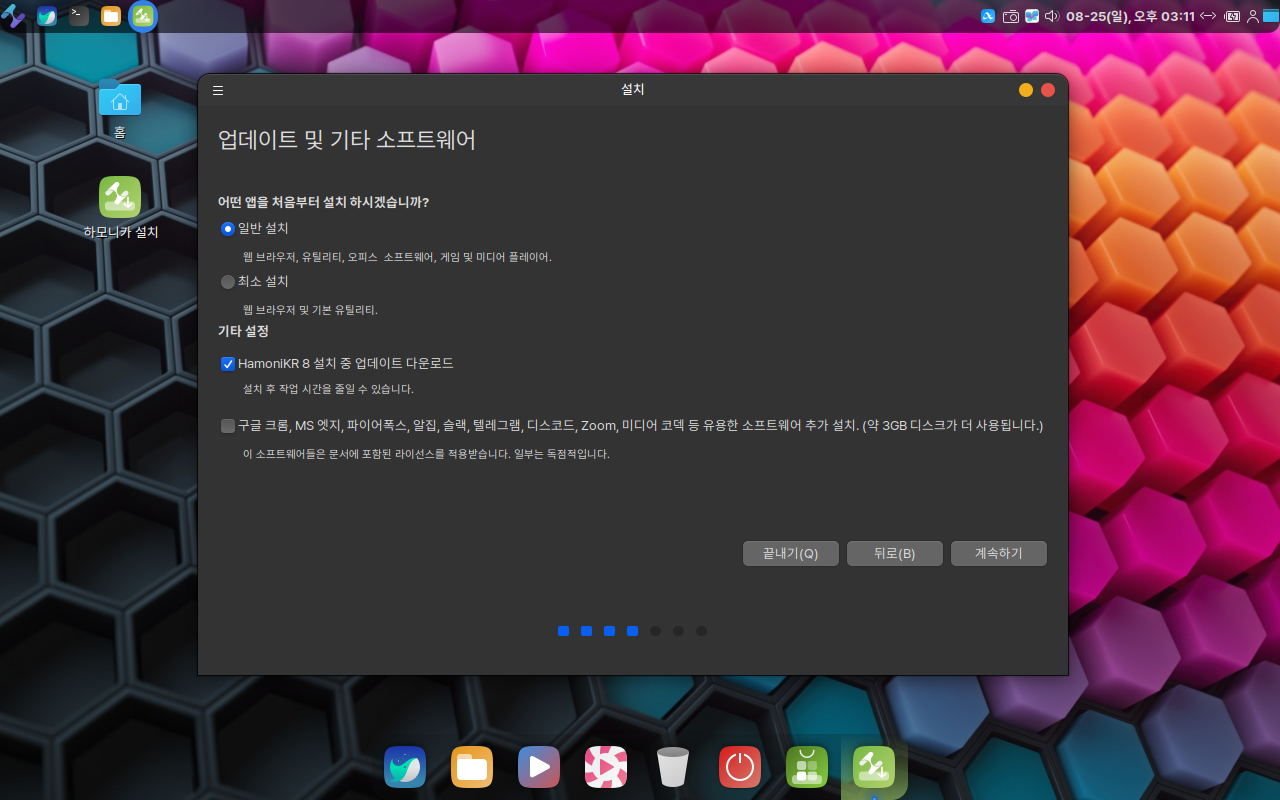 08-25(일), 오후 03:11
홈
하모니카 설치
설치
업데이트 및 기타 소프트웨어
어떤 앱을 처음부터 설치 하시겠습니까?
일반 설치
웹 브라우저, 유틸리티, 오피스 소프트웨어, 게임 및 미디어 플레이어.
최소 설치
웹 브라우저 및 기본 유틸리티.
기타 설정
HamoniKR 8 설치 중 업데이트 다운로드
설치 후 작업 시간을 줄일 수 있습니다.
구글 크롬, MS 엣지, 파이어폭스, 알집, 슬랙, 텔레그램, 디스코드, Zoom, 미디어 코덱 등 유용한 소프트웨어 추가 설치. (약 3GB 디스크가 더 사용됩니다.)
이 소프트웨어들은 문서에 포함된 라이선스를 적용받습니다. 일부는 독점적입니다.
끝내기(Q)
뒤로(B)
계속하기